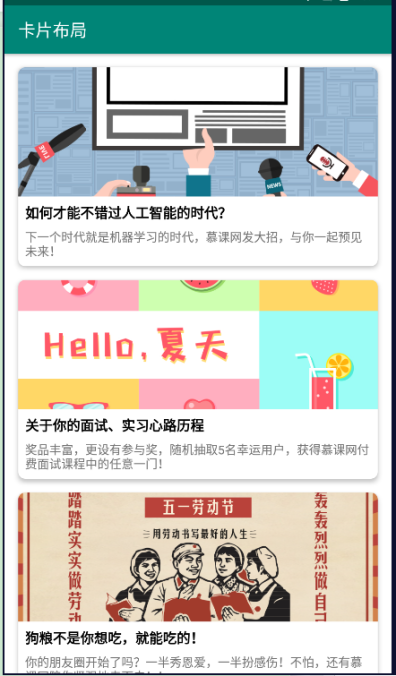 卡片布局
FIVE
NEWS
如何才能不错过人工智能的时代?
下一个时代就是机器学习的时代，慕课网发大招，与你一起预见
未来！
Hello,夏天
关于你的面试、实习心路历程
奖品丰富，更设有参与奖，随机抽取5名幸运用户，获得慕课网付
费面试课程中的任意一门！
五一劳动节
用劳动书写最好的人生
踏踏实实做劳
轰轰烈烈做自
狗粮不是你想吃，就能吃的！
你的朋友圈开始了吗？一半秀恩爱，一半扮感伤！不怕，还有慕